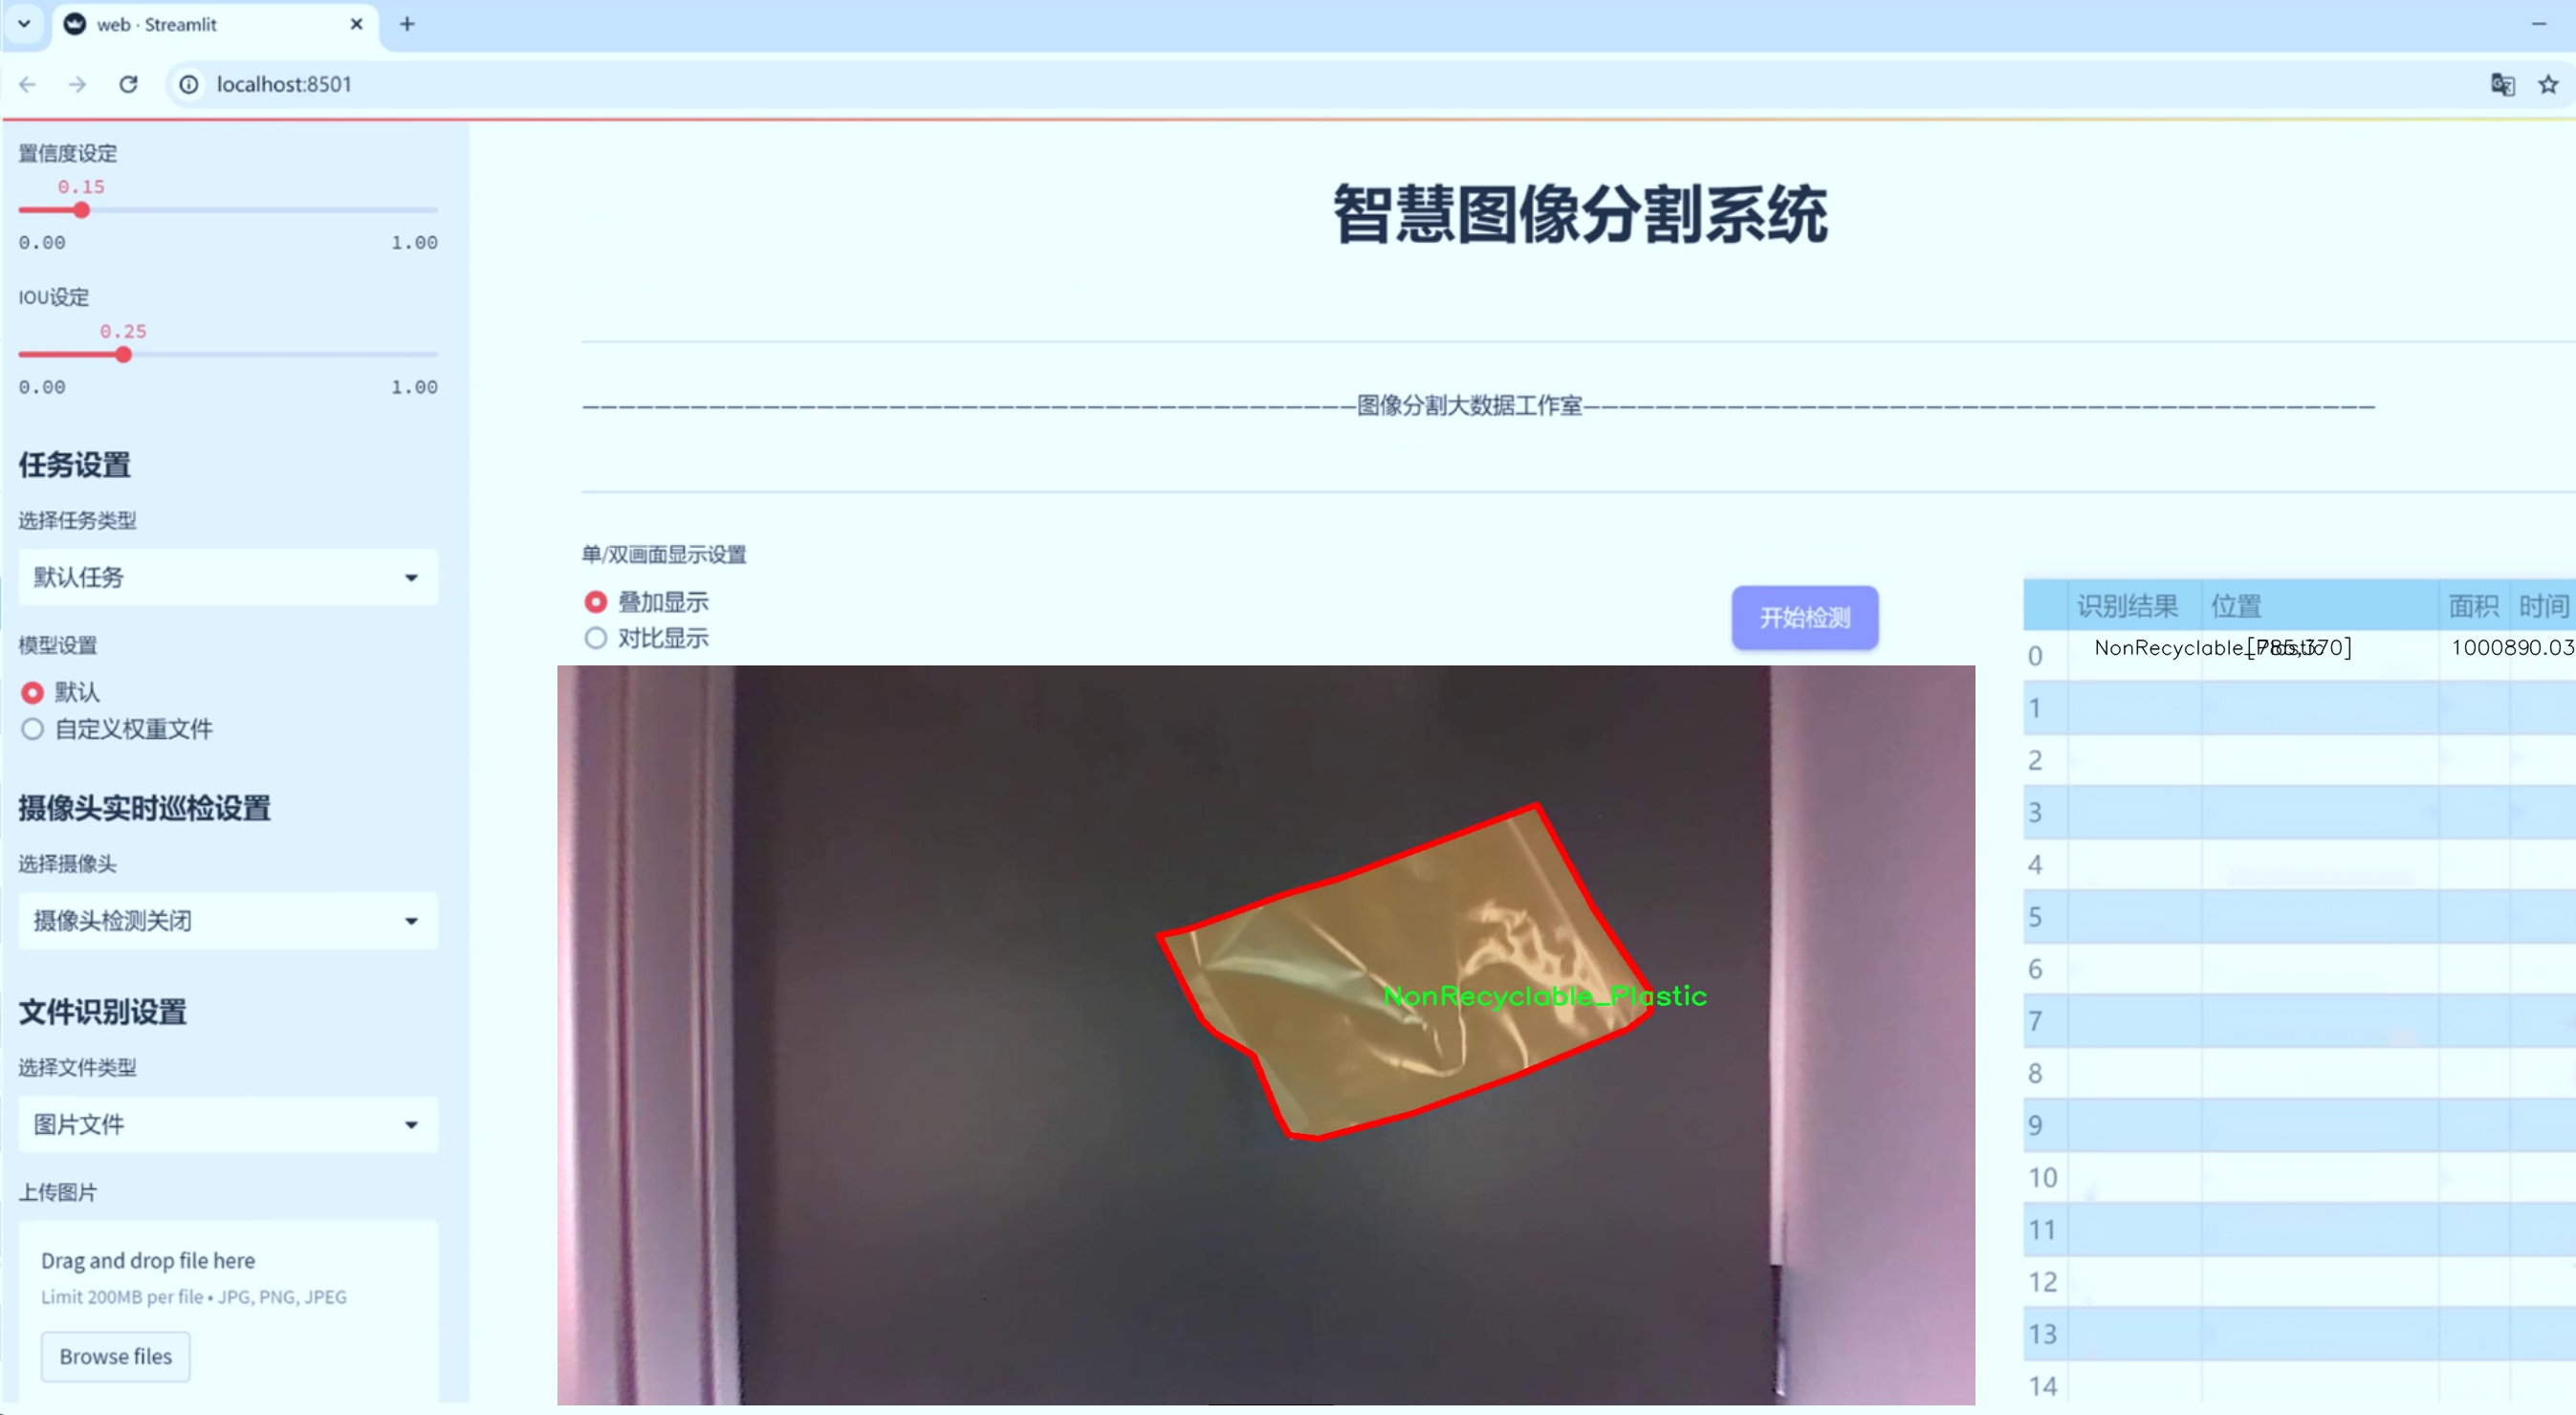 web · Streamlit
localhost:8501
置信度设定
0.15
0.00 1.00
IOU设定
0.25
0.00 1.00
任务设置
选择任务类型
默认任务
模型设置
默认
自定义权重文件
摄像头实时巡检设置
选择摄像头
摄像头检测关闭
文件识别设置
选择文件类型
图片文件
上传图片
Drag and drop file here
Limit 200MB per file • JPG, PNG, JPEG
Browse files
智慧图像分割系统
图像分割大数据工作室
单/双画面显示设置
叠加显示
对比显示
开始检测
NonRecyclable_Plastic
识别结果 位置 面积 时间
0 NonRecyclable_Plastic [785,370] 1000890.03
1
2
3
4
5
6
7
8
9
10
11
12
13
14